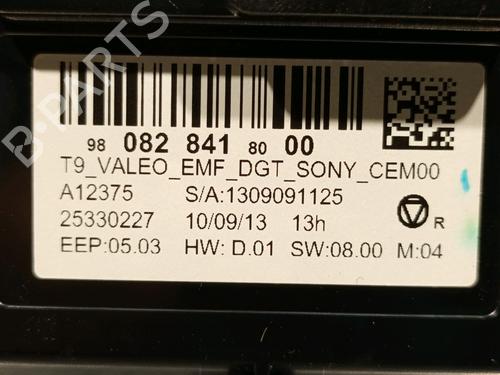 98 082 841 80 00
T9_VALEO_EMF_DGT_SONY_CEM00
A12375 S/A:1309091125
25330227 10/09/13 13h
R
EEP:05.03 HW: D.01 SW:08.00 M:04
B-PARTS